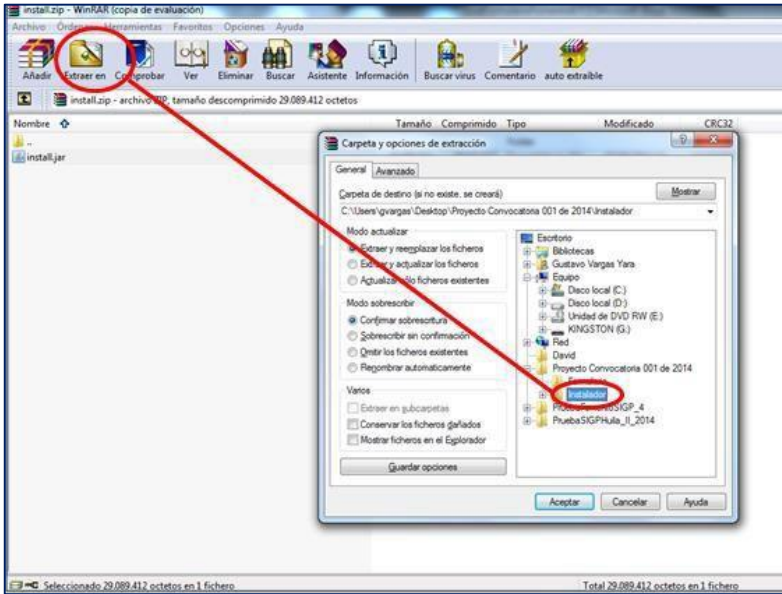 install.zip - WinRAR (copia de evaluación)
Archivo Órdenes Herramientas Favoritos Opciones Ayuda
Añadir Extraer en Comprobar Ver Eliminar Buscar Asistente Información Buscar virus Comentario auto extraíble
install.zip - archivo ZIP, tamaño descomprimido 29.089.412 octetos
Nombre Tamaño Comprimido Tipo Modificado CRC32
..
install.jar
Carpeta y opciones de extracción
General Avanzado
Carpeta de destino (si no existe, se creará)
Mostrar
C:\Users\gvargas\Desktop\Proyecto Convocatoria 001 de 2014\Instalador
Modo actualizar
Extraer y reemplazar los ficheros
Extraer y actualizar los ficheros
Actualizar sólo ficheros existentes
Modo sobrescribir
Confirmar sobrescritura
Sobrescribir sin confirmación
Omitir los ficheros existentes
Renombrar automaticamente
Varios
Extraer en subcarpetas
Conservar los ficheros dañados
Mostrar ficheros en el Explorador
Guardar opciones
Escritorio
Bibliotecas
Gustavo Vargas Yara
Equipo
Disco local (C:)
Disco local (D:)
Unidad de DVD RW (E:)
KINGSTON (G:)
Red
David
Proyecto Convocatoria 001 de 2014
Instalador
PruebaSIGPHuila_II_2014
Aceptar Cancelar Ayuda
Seleccionado 29.089.412 octetos en 1 fichero
Total 29.089.412 octetos en 1 fichero